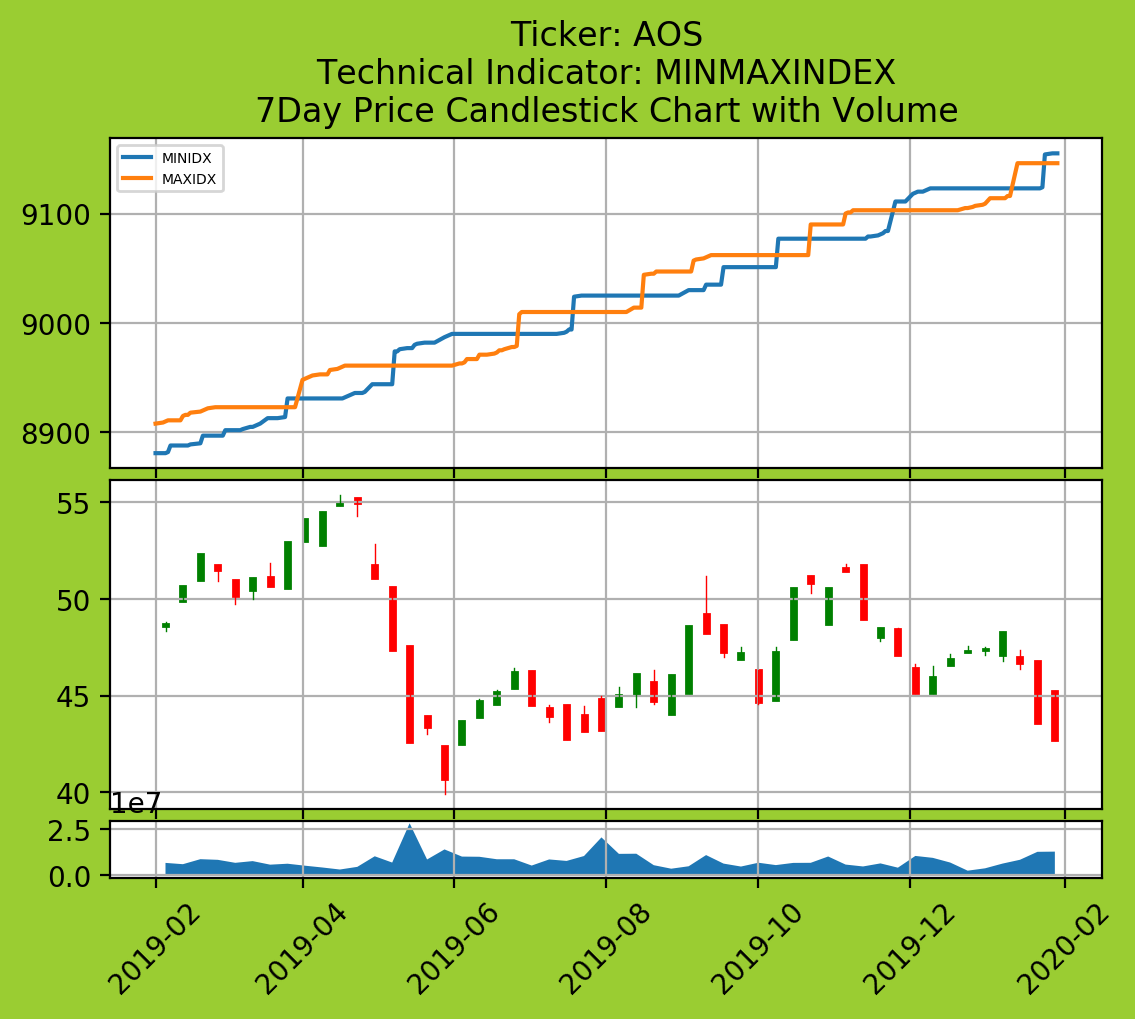 Ticker: AOS
Technical Indicator: MINMAXINDEX
7Day Price Candlestick Chart with Volume
MINIDX
MAXIDX
9100
9000
8900
55
50
45
40
1e7
2.5
0.0
2019-02
2019-04
2019-06
2019-08
2019-10
2019-12
2020-02